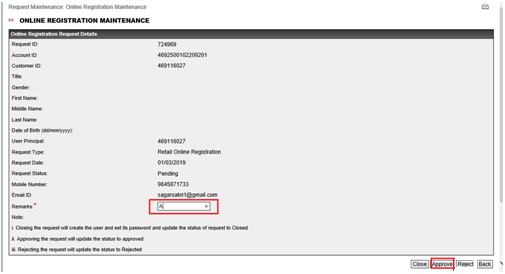 Request Maintenance: Online Registration Maintenance
ONLINE REGISTRATION MAINTENANCE
Online Registration Request Details
Request ID: 724969
Account ID: 4692500102209201
Customer ID: 469116027
Title:
Gender:
First Name:
Middle Name:
Last Name:
Date of Birth (dd/mm/yyyy):
User Principal: 469116027
Request Type: Retail Online Registration
Request Date: 01/03/2019
Request Status: Pending
Mobile Number: 9845871733
Email ID: sagarsakri1@gmail.com
Remarks:* A ×
Note:
i. Closing the request will create the user and set its password and update the status of request to Closed
ii. Approving the request will update the status to approved
iii. Rejecting the request will update the status to Rejected
Close Approve Reject Back